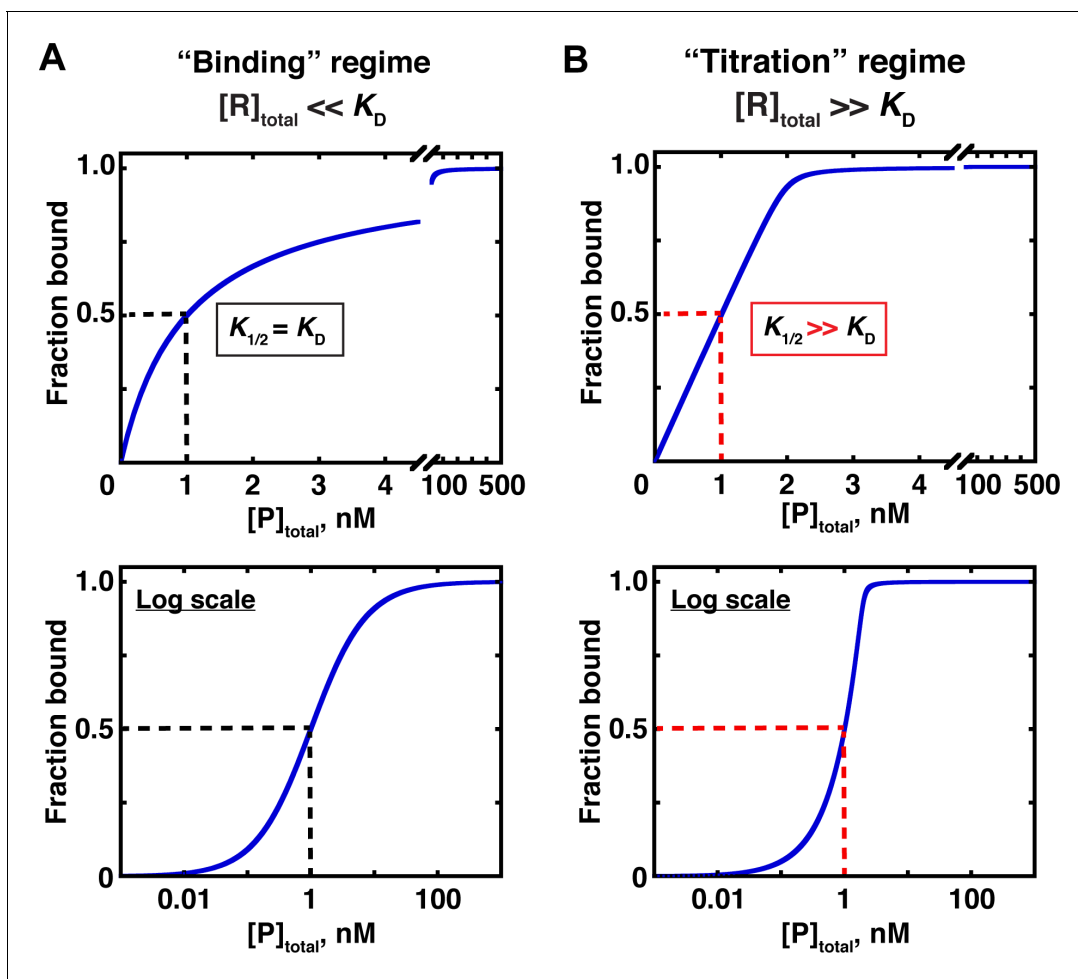 A
“Binding” regime
[R]total << KD
1.0
0.5
Fraction bound
K1/2 = KD
0 1 2 3 4 100 500
[P]total, nM
B
“Titration” regime
[R]total >> KD
1.0
0.5
Fraction bound
K1/2 >> KD
0 1 2 3 4 100 500
[P]total, nM
Log scale
1.0
0.5
0
Fraction bound
0.01 1 100
[P]total, nM
Log scale
1.0
0.5
0
Fraction bound
0.01 1 100
[P]total, nM